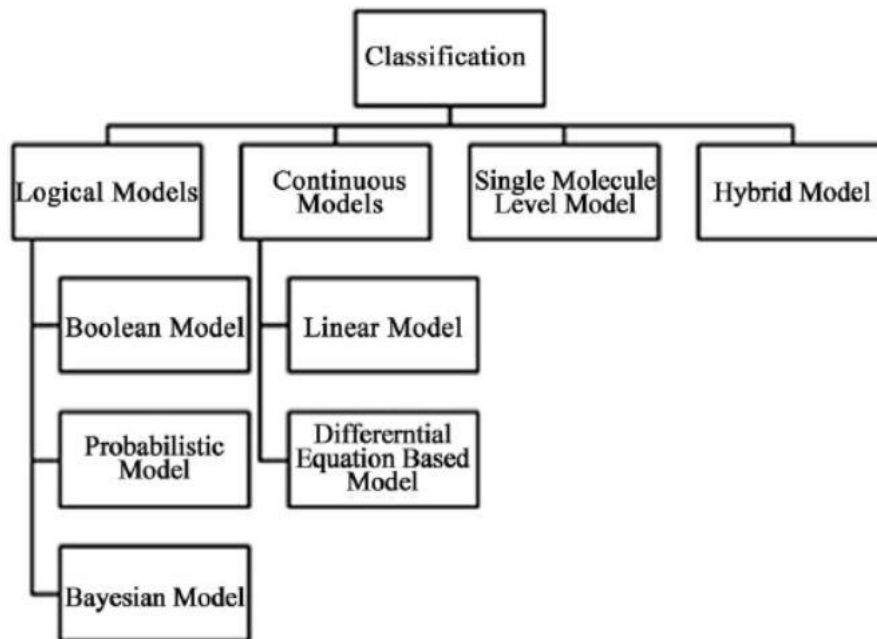 Classification
Logical Models
Continuous
Models
Single Molecule
Level Model
Hybrid Model
Boolean Model
Linear Model
Probabilistic
Model
Differerntial
Equation Based
Model
Bayesian Model